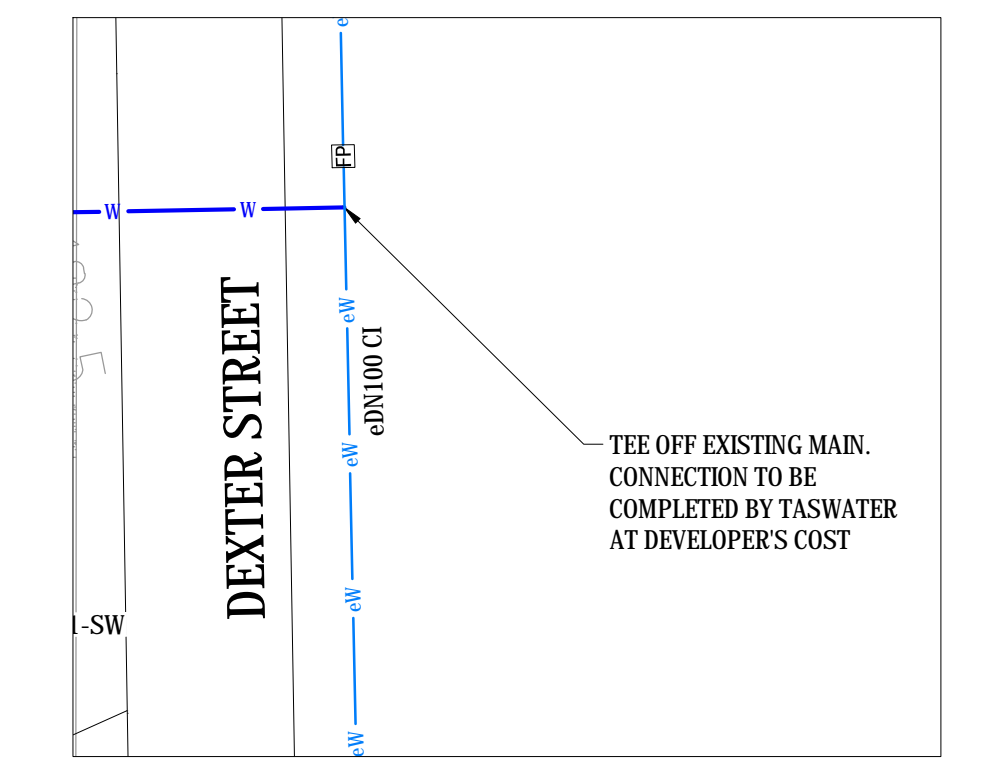 e
FP
W W
eW
eDN100 CI
DEXTER STREET
eW
TEE OFF EXISTING MAIN.
CONNECTION TO BE
COMPLETED BY TASWATER
AT DEVELOPER'S COST
eW
1-SW
eW